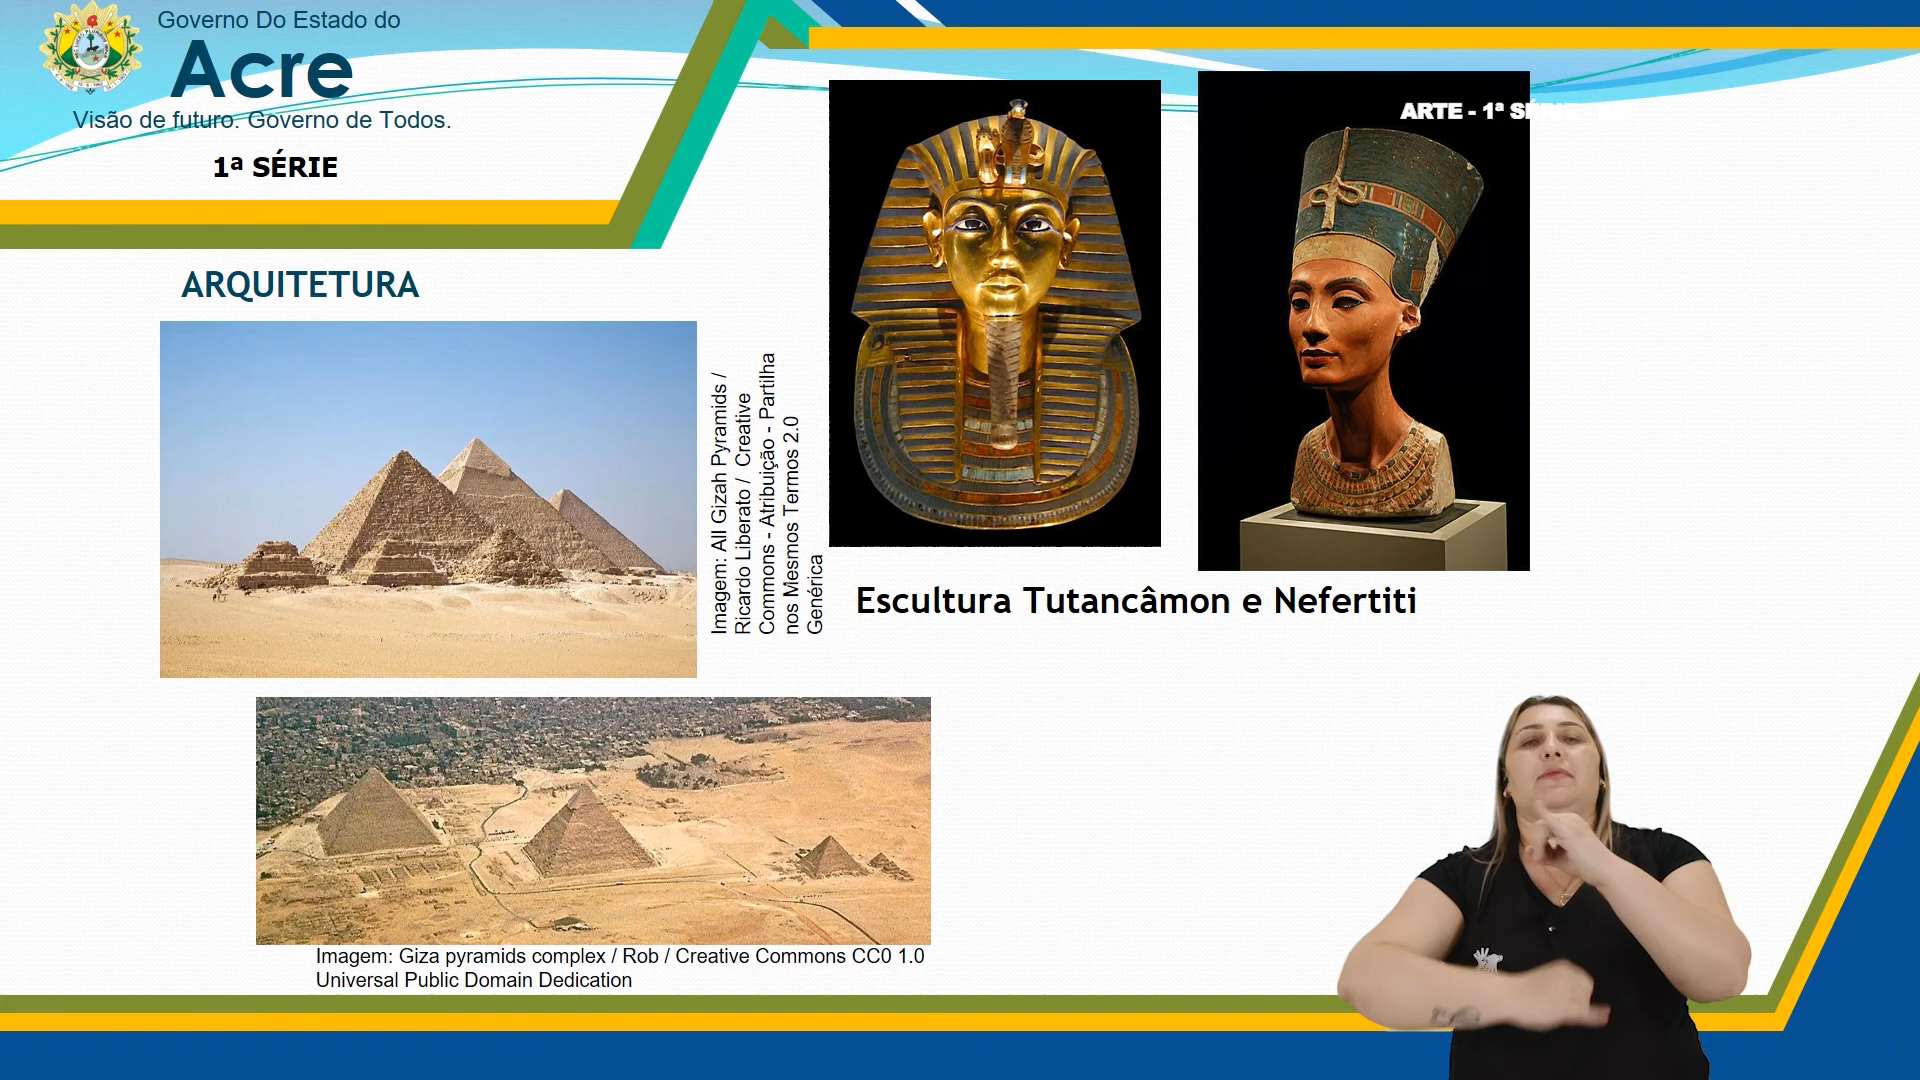 Governo Do Estado do
Acre
Visão de futuro. Governo de Todos.
1ª SÉRIE
ARTE - 1ª SÉRIE
ARQUITETURA
Imagem: All Gizah Pyramids /
Ricardo Liberato / Creative
Commons - Atribuição - Partilha
nos Mesmos Termos 2.0
Genérica
Escultura Tutancâmon e Nefertiti
Imagem: Giza pyramids complex / Rob / Creative Commons CC0 1.0
Universal Public Domain Dedication